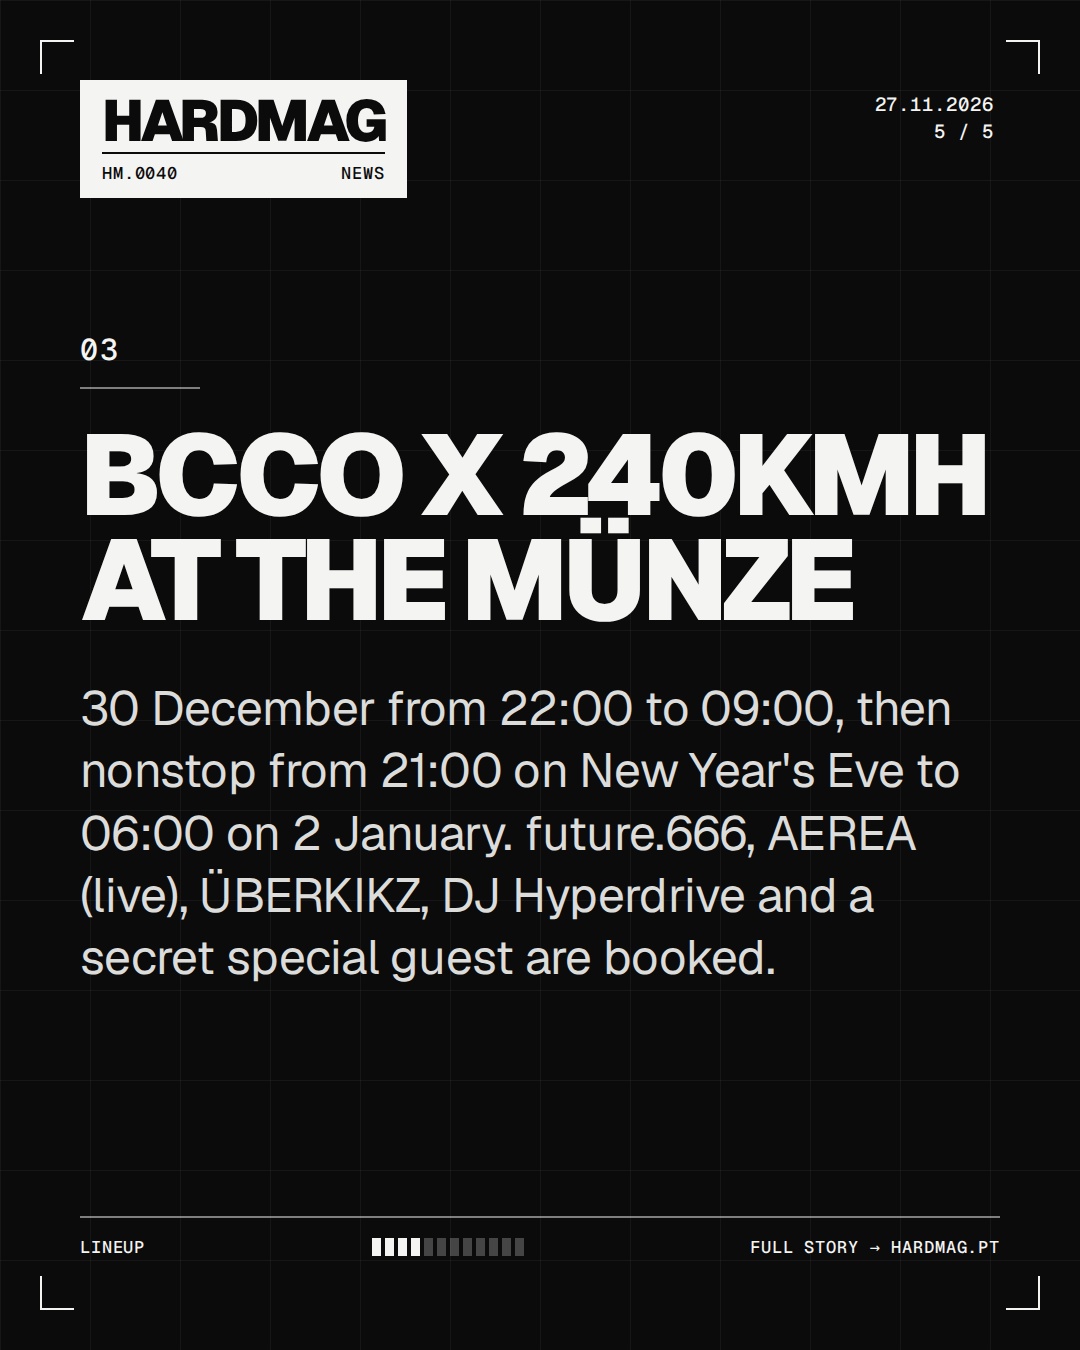 HARDMAG
HM.0040 NEWS
27.11.2026
5 / 5
03
BCCO X 240KMH
AT THE MÜNZE
30 December from 22:00 to 09:00, then
nonstop from 21:00 on New Year's Eve to
06:00 on 2 January. future.666, AEREA
(live), ÜBERKIKZ, DJ Hyperdrive and a
secret special guest are booked.
LINEUP
FULL STORY → HARDMAG.PT